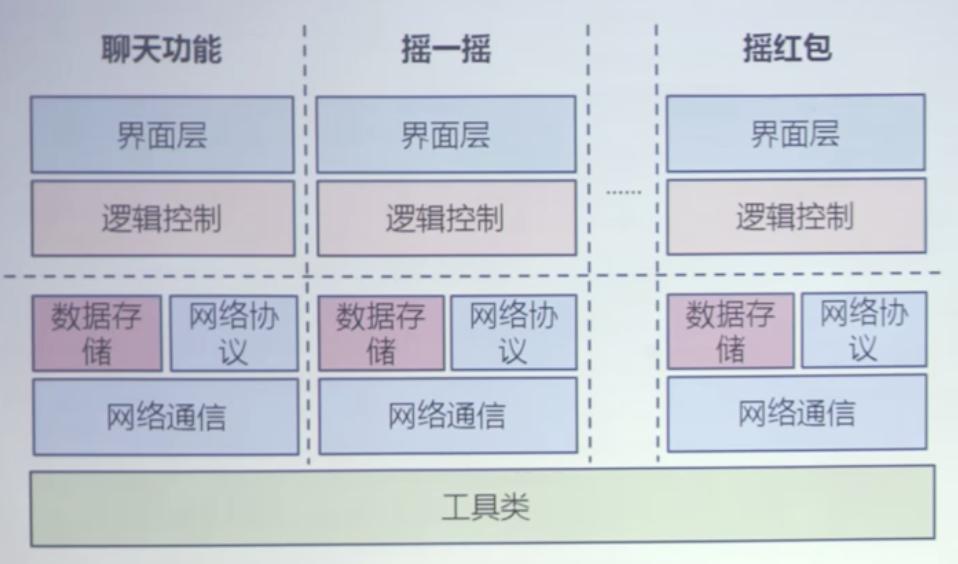 聊天功能 摇一摇 摇红包
界面层 界面层 界面层
逻辑控制 逻辑控制 ...... 逻辑控制
数据存 网络协 数据存 网络协 数据存 网络协
储 议 储 议 储 议
网络通信 网络通信 网络通信
工具类